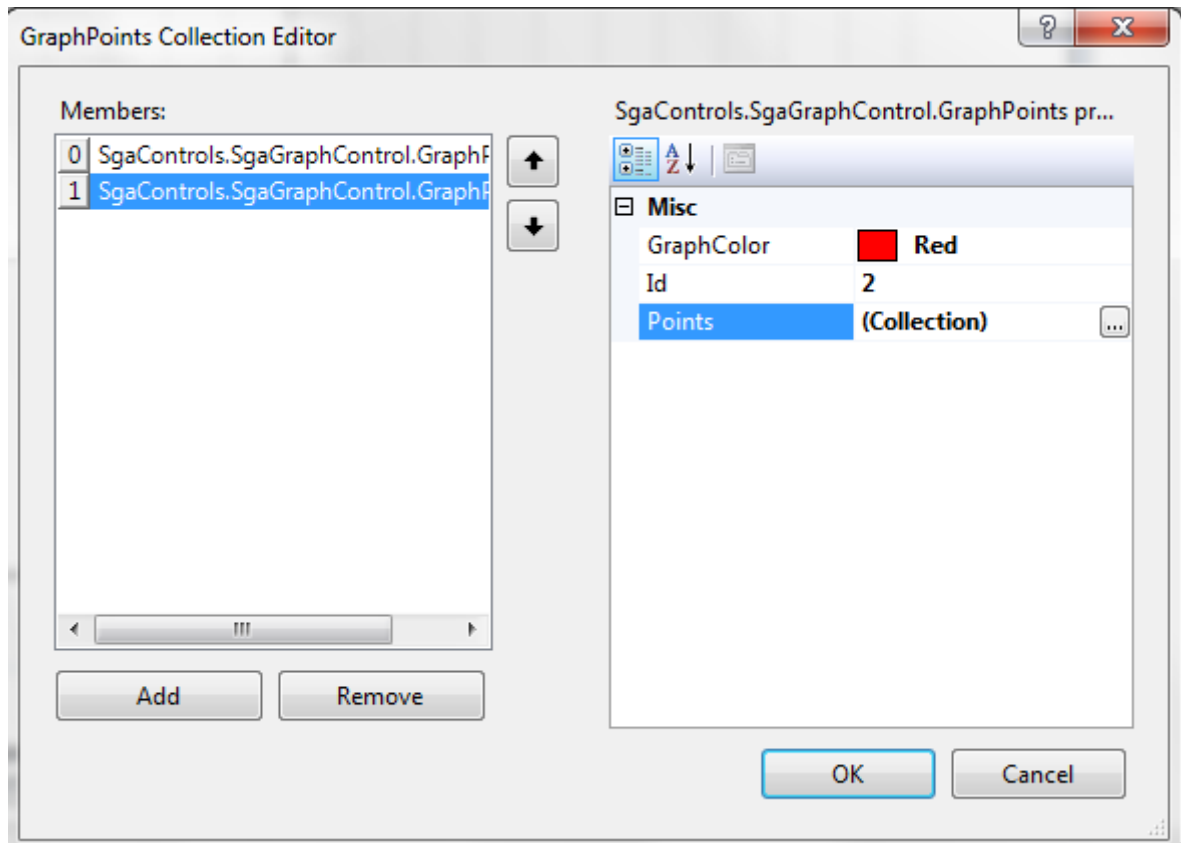 GraphPoints Collection Editor
?
Members:
0 SgaControls.SgaGraphControl.GraphP
1 SgaControls.SgaGraphControl.GraphP
SgaControls.SgaGraphControl.GraphPoints pr...
Misc
GraphColor Red
Id 2
Points (Collection) ...
Add
Remove
OK
Cancel